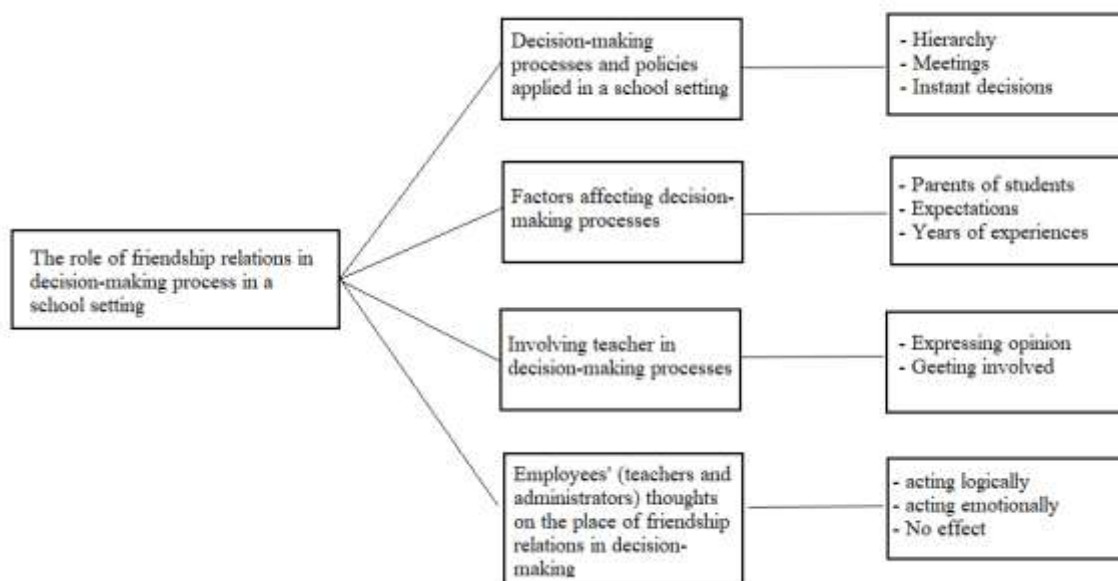 The role of friendship relations in
decision-making process in a
school setting
Decision-making
processes and policies
applied in a school setting
- Hierarchy
- Meetings
- Instant decisions
Factors affecting decision-
making processes
- Parents of students
- Expectations
- Years of experiences
Involving teacher in
decision-making processes
- Expressing opinion
- Geeting involved
Employees' (teachers and
administrators) thoughts
on the place of friendship
relations in decision-
making
- acting logically
- acting emotionally
- No effect